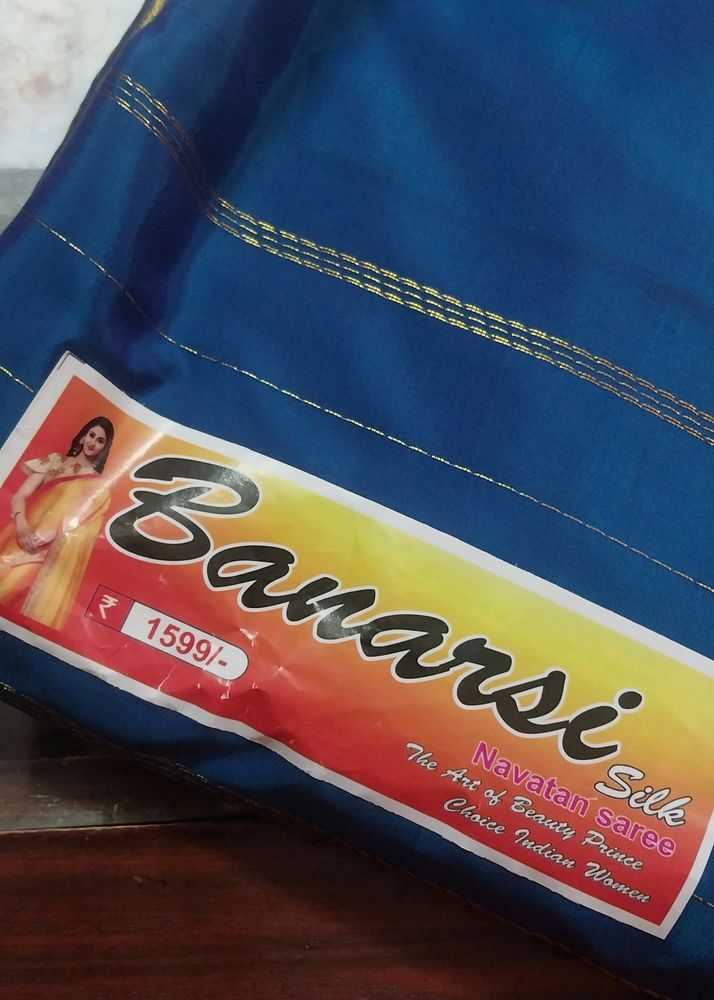 Banarsi
₹ 1599/-
Silk
Navatan saree
The Art of Beauty Prince
Choice Indian Women